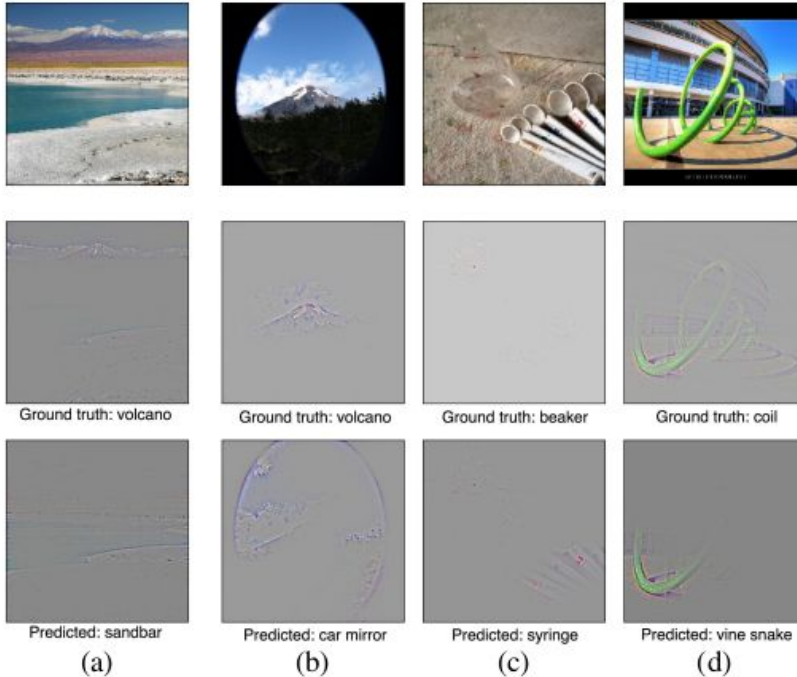 Ground truth: volcano
Ground truth: volcano
Ground truth: beaker
Ground truth: coil
Predicted: sandbar
Predicted: car mirror
Predicted: syringe
Predicted: vine snake
(a)
(b)
(c)
(d)